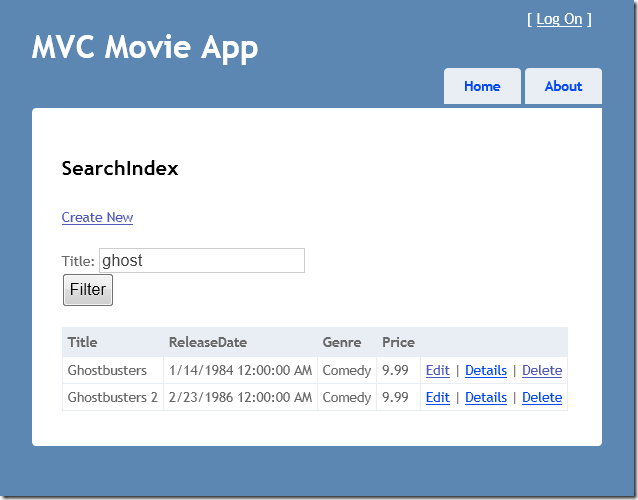 [ Log On ]
MVC Movie App
Home About
SearchIndex
Create New
Title: ghost
Filter
Title ReleaseDate Genre Price
Ghostbusters 1/14/1984 12:00:00 AM Comedy 9.99 Edit | Details | Delete
Ghostbusters 2 2/23/1986 12:00:00 AM Comedy 9.99 Edit | Details | Delete